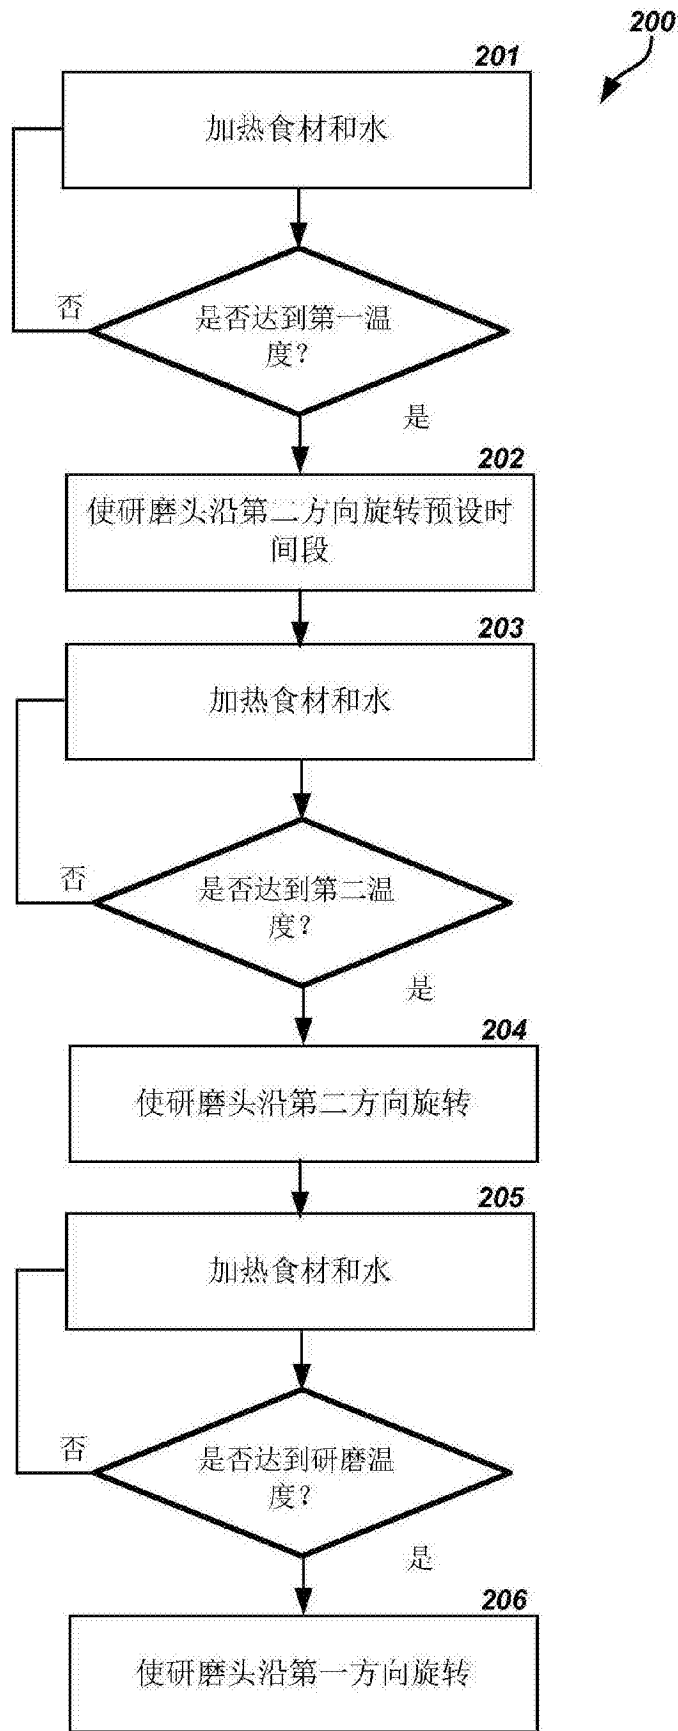 200
201
加热食材和水
否
是否达到第一温
度？
是
202
使研磨头沿第二方向旋转预设时
间段
203
加热食材和水
否
是否达到第二温
度？
是
204
使研磨头沿第二方向旋转
205
加热食材和水
否
是否达到研磨温
度？
是
206
使研磨头沿第一方向旋转